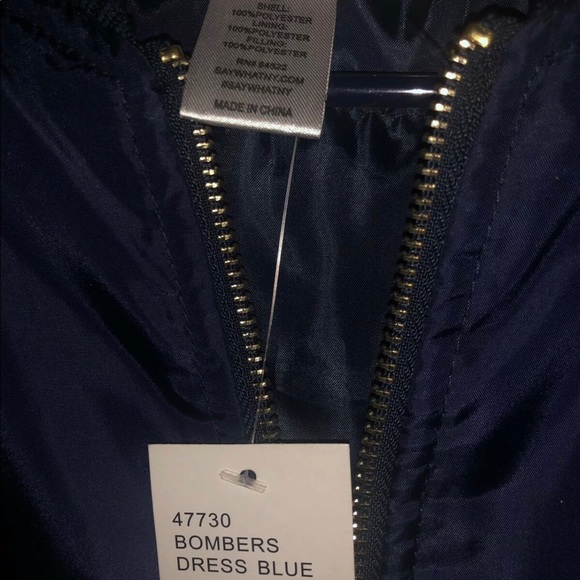 SHELL:
100%POLYESTER
LINING:
100%POLYESTER
FILLING:
100%POLYESTER
RN# 84522
SAYWHATNY.COM
#SAYWHATNY
MADE IN CHINA
47730
BOMBERS
DRESS BLUE